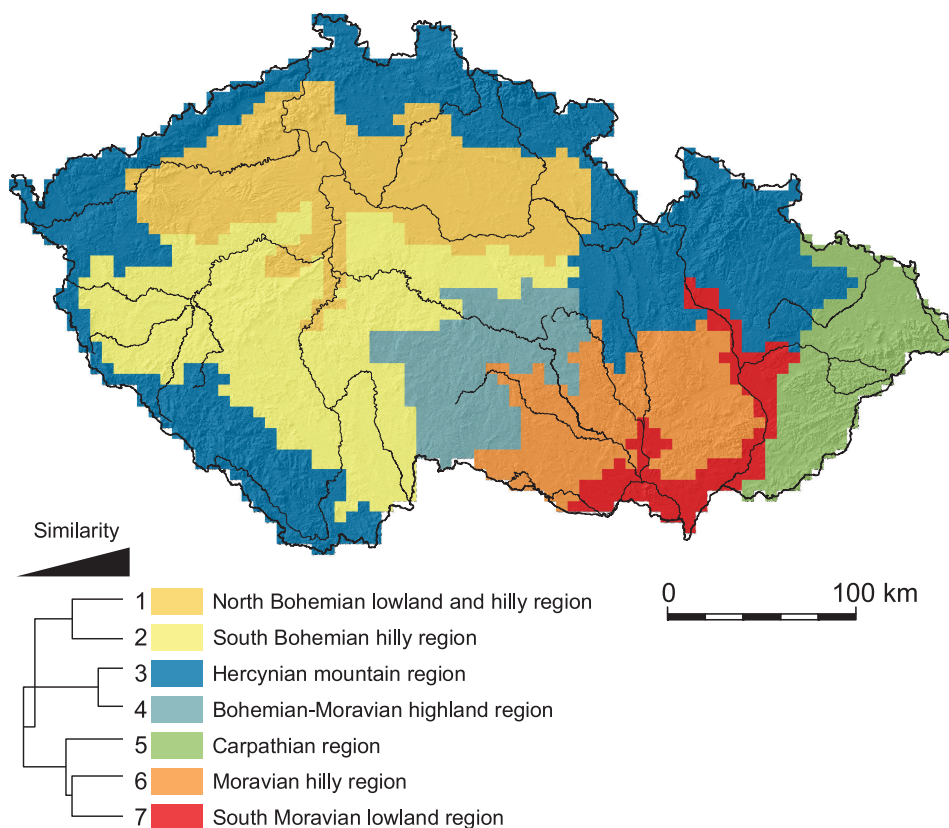 Similarity
0 100 km
1 North Bohemian lowland and hilly region
2 South Bohemian hilly region
3 Hercynian mountain region
4 Bohemian-Moravian highland region
5 Carpathian region
6 Moravian hilly region
7 South Moravian lowland region